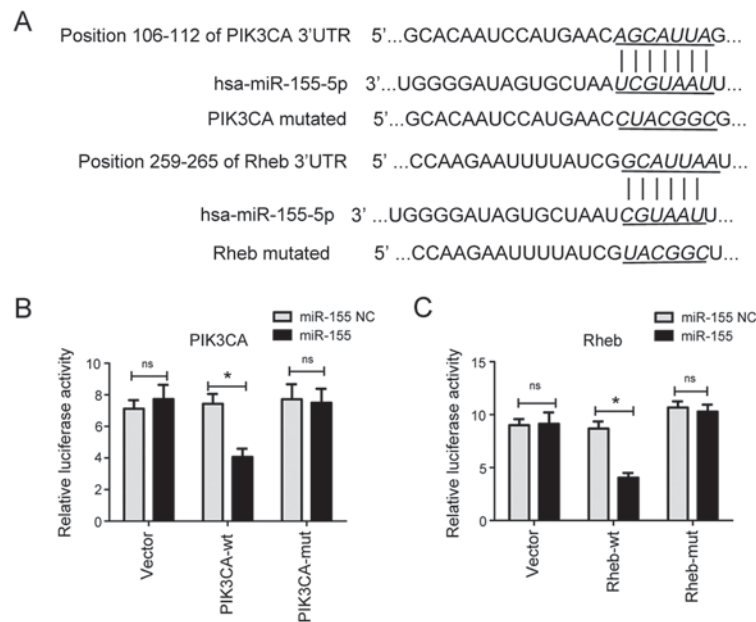 A
Position 106-112 of PIK3CA 3'UTR 5'...GCACAAUCCAUGAACAGCAUUAG...
hsa-miR-155-5p 3'...UGGGGAUAGUGCUAAUCGUAAUU...
PIK3CA mutated 5'...GCACAAUCCAUGAACCUACGGCG...
Position 259-265 of Rheb 3'UTR 5'...CCAAGAAUUUUAUCGGCAUUAAU...
hsa-miR-155-5p 3' ...UGGGGAUAGUGCUAAUCGUAAUU...
Rheb mutated 5' ...CCAAGAAUUUUAUCGUACGGCU...
B
miR-155 NC
miR-155
PIK3CA
Relative luciferase activity
10
8
6
4
2
0
ns
*
ns
Vector
PIK3CA-wt
PIK3CA-mut
C
miR-155 NC
miR-155
Rheb
Relative luciferase activity
15
10
5
0
ns
*
ns
Vector
Rheb-wt
Rheb-mut